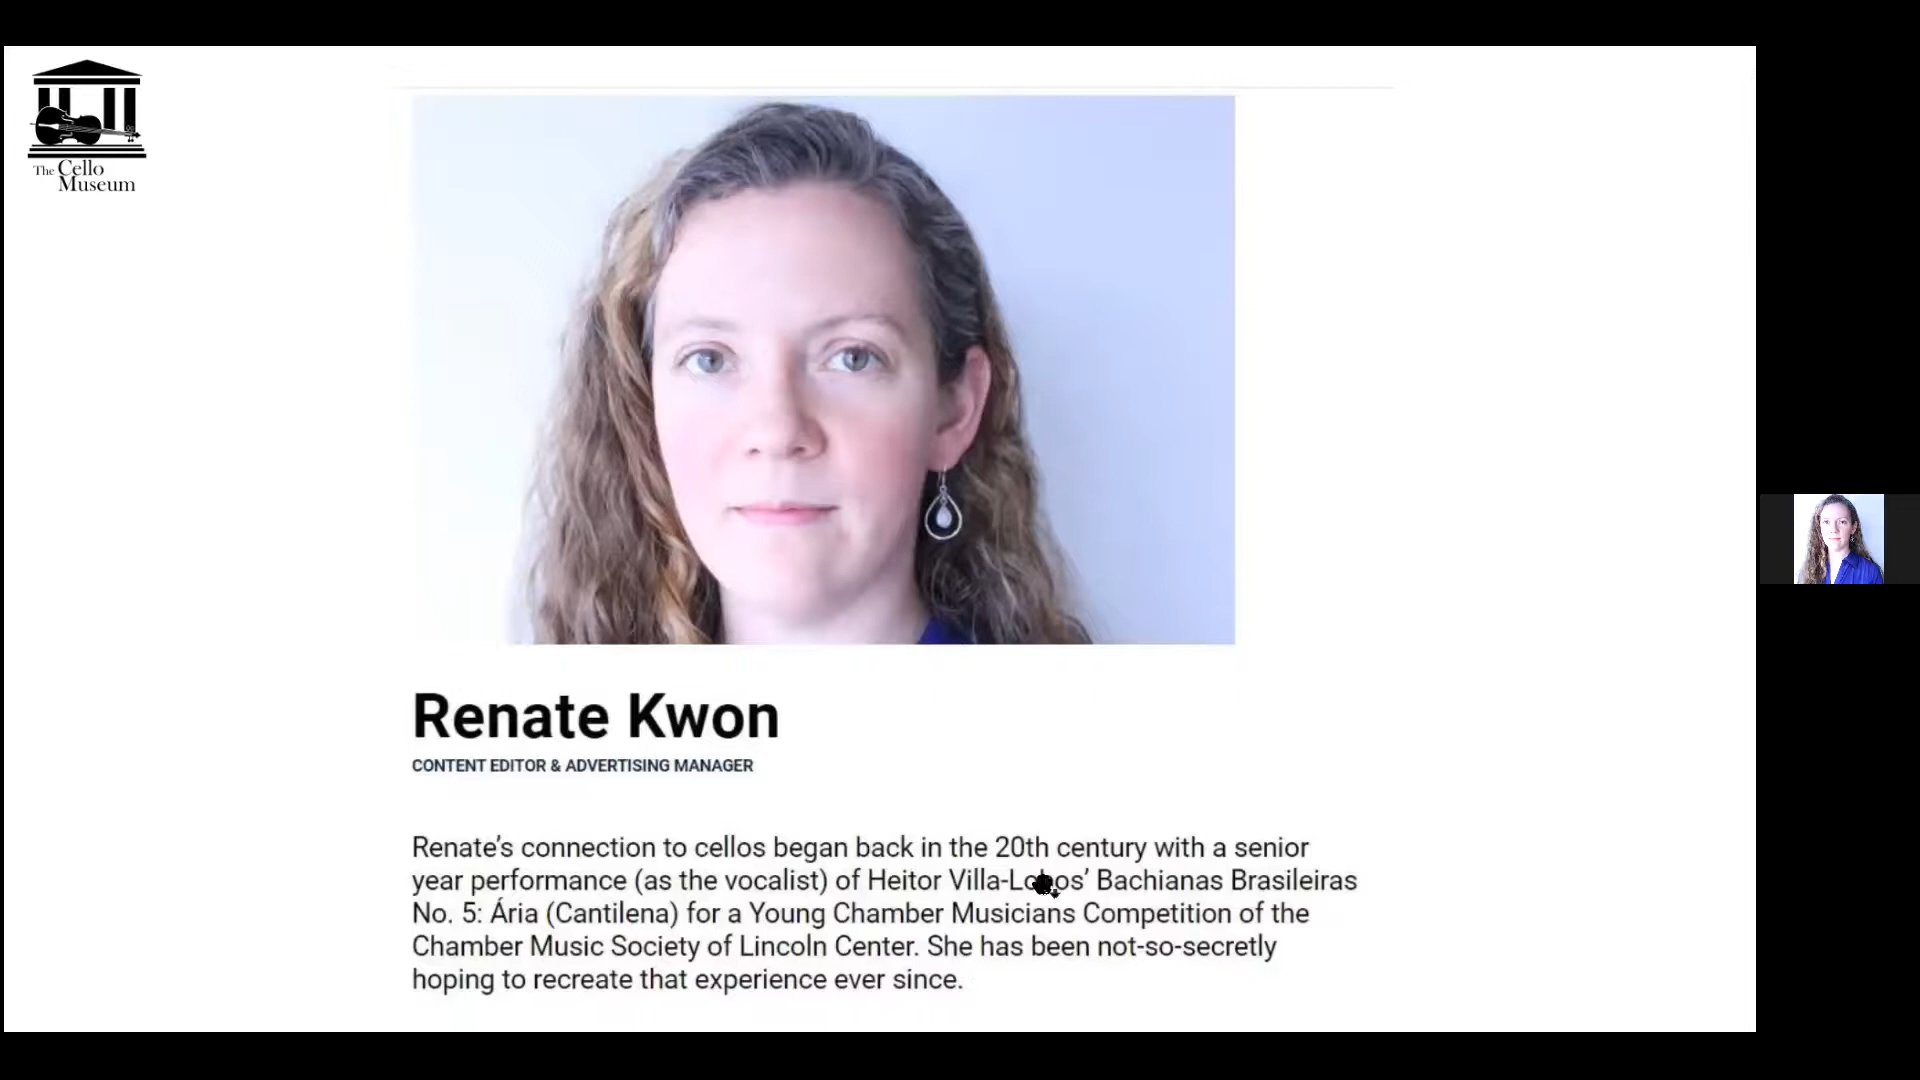 The Cello
Museum
Renate Kwon
CONTENT EDITOR & ADVERTISING MANAGER
Renate’s connection to cellos began back in the 20th century with a senior
year performance (as the vocalist) of Heitor Villa-Lobos’ Bachianas Brasileiras
No. 5: Ária (Cantilena) for a Young Chamber Musicians Competition of the
Chamber Music Society of Lincoln Center. She has been not-so-secretly
hoping to recreate that experience ever since.